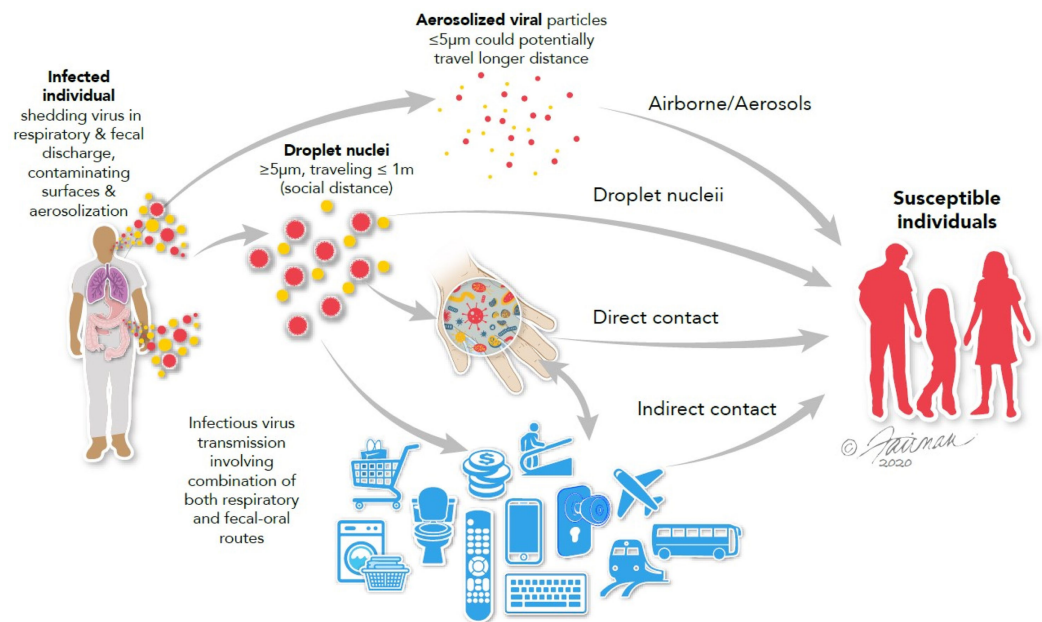 Aerosolized viral particles
≤5μm could potentially
travel longer distance
Infected
individual
shedding virus in
respiratory & fecal
discharge,
contaminating
surfaces &
aerosolization
Airborne/Aerosols
Droplet nuclei
≥5μm, traveling ≤ 1m
(social distance)
Droplet nucleii
Susceptible
individuals
Direct contact
Indirect contact
Infectious virus
transmission
involving
combination of
both respiratory
and fecal-oral
routes
$
© Fairman
2020